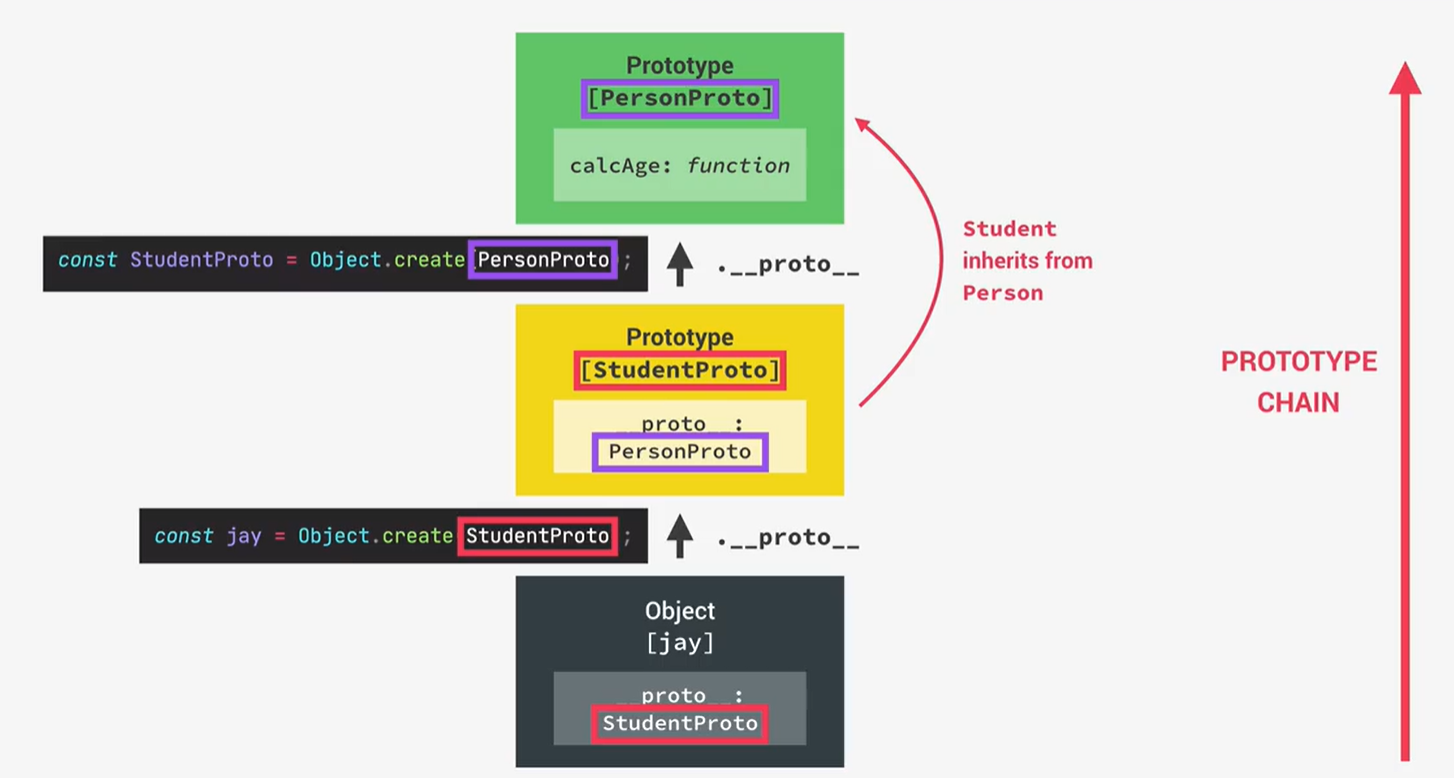 Prototype
[PersonProto]
calcAge: function
const StudentProto = Object.create(PersonProto);
.__proto__
Student
inherits from
Person
Prototype
[StudentProto]
__proto__:
PersonProto
PROTOTYPE
CHAIN
const jay = Object.create(StudentProto);
.__proto__
Object
[jay]
__proto__:
StudentProto